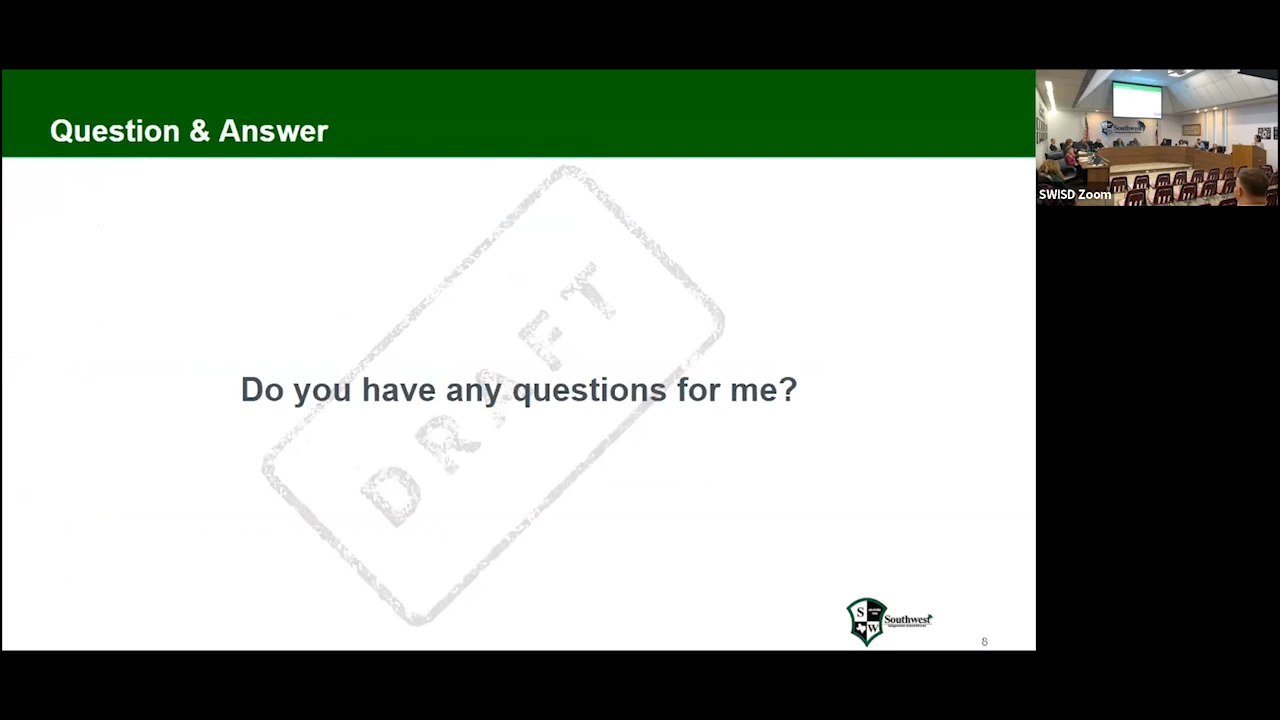 Question & Answer
SWISD Zoom
DRAFT
Do you have any questions for me?
S
W
Southwest
8